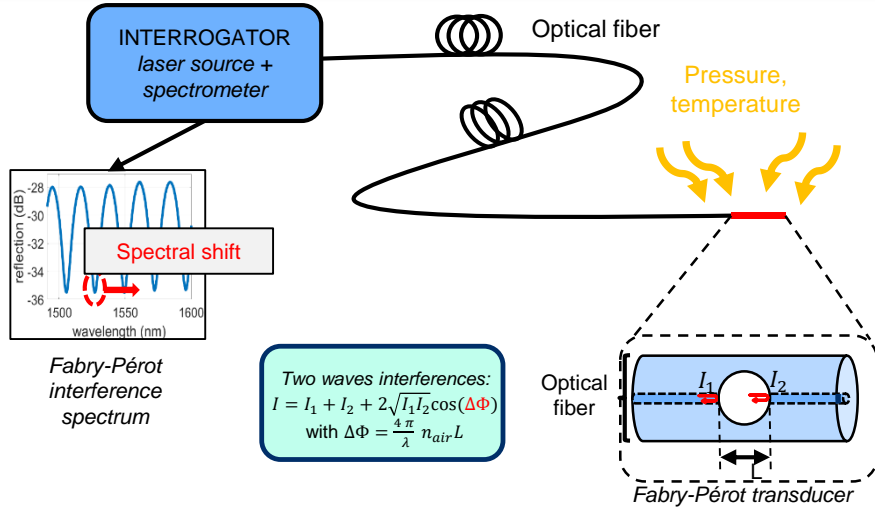 INTERROGATOR
laser source +
spectrometer
Optical fiber
Pressure,
temperature
reflection (dB)
-28
-30
-32
-34
-36
1500
1550
1600
wavelength (nm)
Spectral shift
Fabry-Pérot
interference
spectrum
Two waves interferences:
I = I₁ + I₂ + 2√(I₁I₂)cos(ΔΦ)
with ΔΦ = 4 π/λ n_air L
Optical
fiber
I₁
I₂
L
Fabry-Pérot transducer